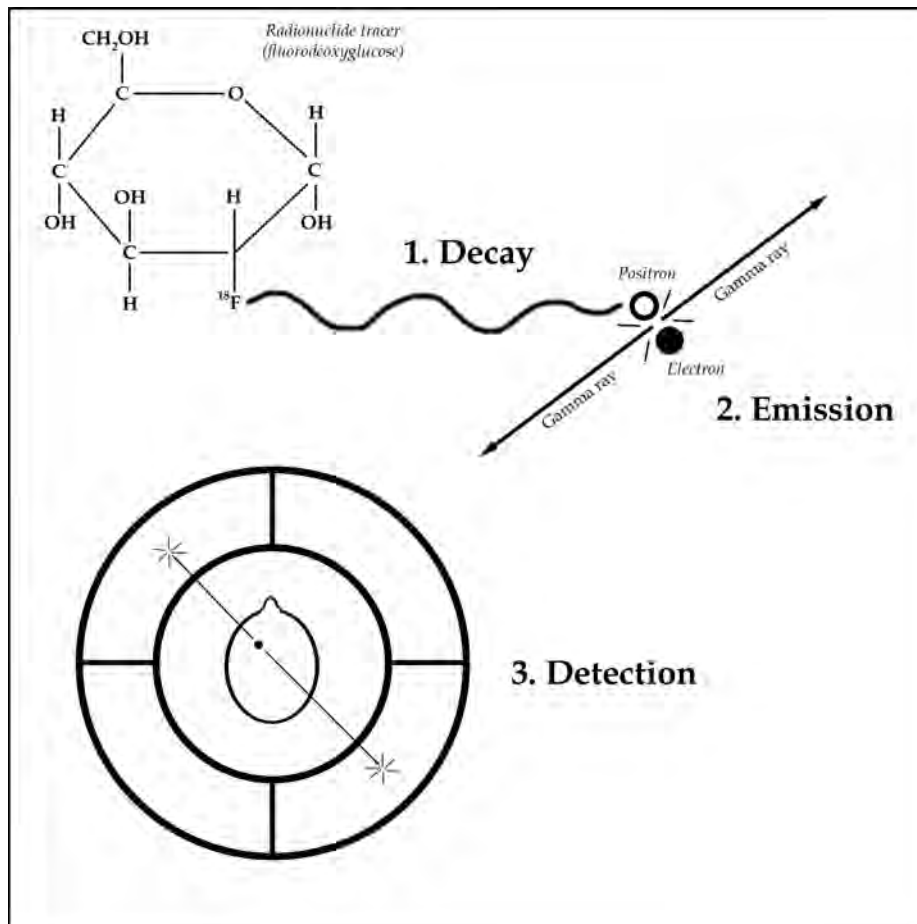 Radionuclide tracer
(fluorodeoxyglucose)
CH₂OH
C O
H H
C C
OH H
OH OH
C
H ¹⁸F
1. Decay
Positron
Gamma ray
Electron
Gamma ray
2. Emission
3. Detection